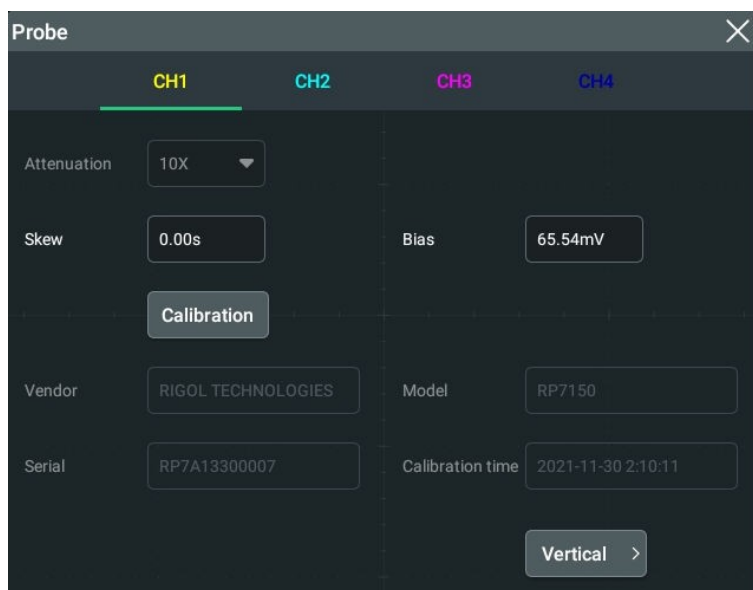 Probe
CH1 CH2 CH3 CH4
Attenuation 10X
Skew 0.00s Bias 65.54mV
Calibration
Vendor RIGOL TECHNOLOGIES Model RP7150
Serial RP7A13300007 Calibration time 2021-11-30 2:10:11
Vertical >